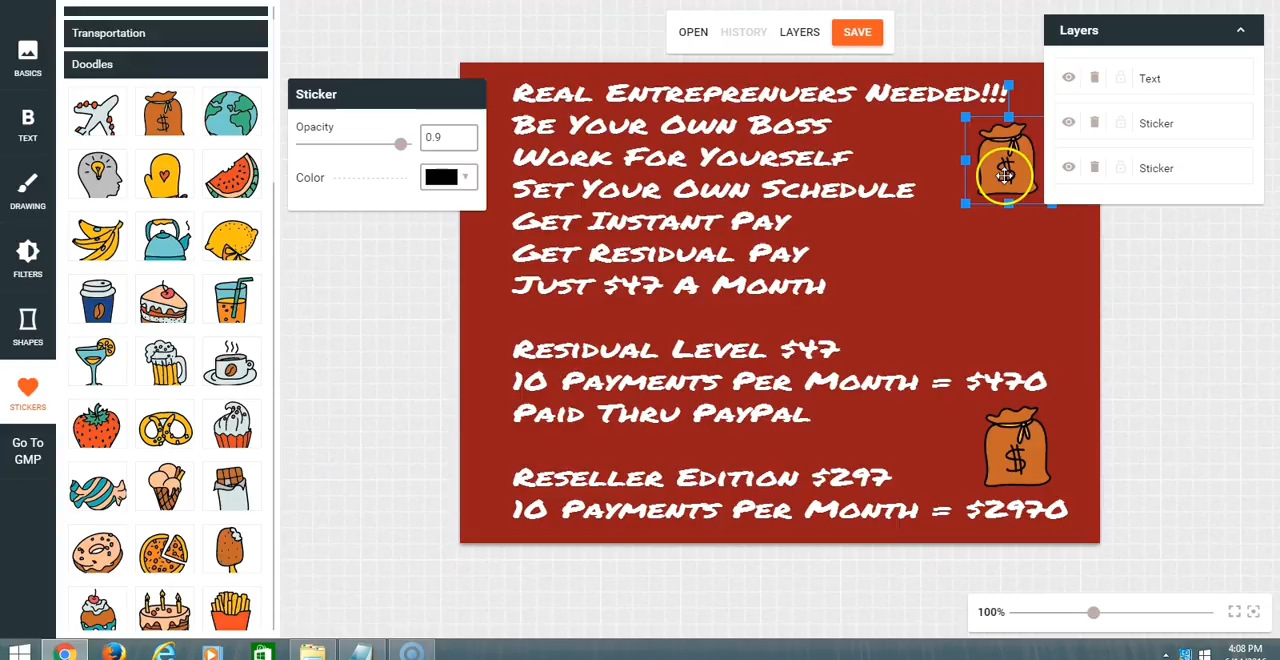 Transportation
Doodles
BASICS
TEXT
DRAWING
FILTERS
SHAPES
STICKERS
Go To
GMP
OPEN HISTORY LAYERS SAVE
Sticker
Opacity
0.9
Color
Layers
Text
Sticker
Sticker
Real Entreprenuers Needed!!!
Be Your Own Boss
Work For Yourself
Set Your Own Schedule
Get Instant Pay
Get Residual Pay
Just $47 A Month
Residual Level $47
10 Payments Per Month = $470
Paid Thru PayPal
Reseller Edition $297
10 Payments Per Month = $2970
100%
4:08 PM